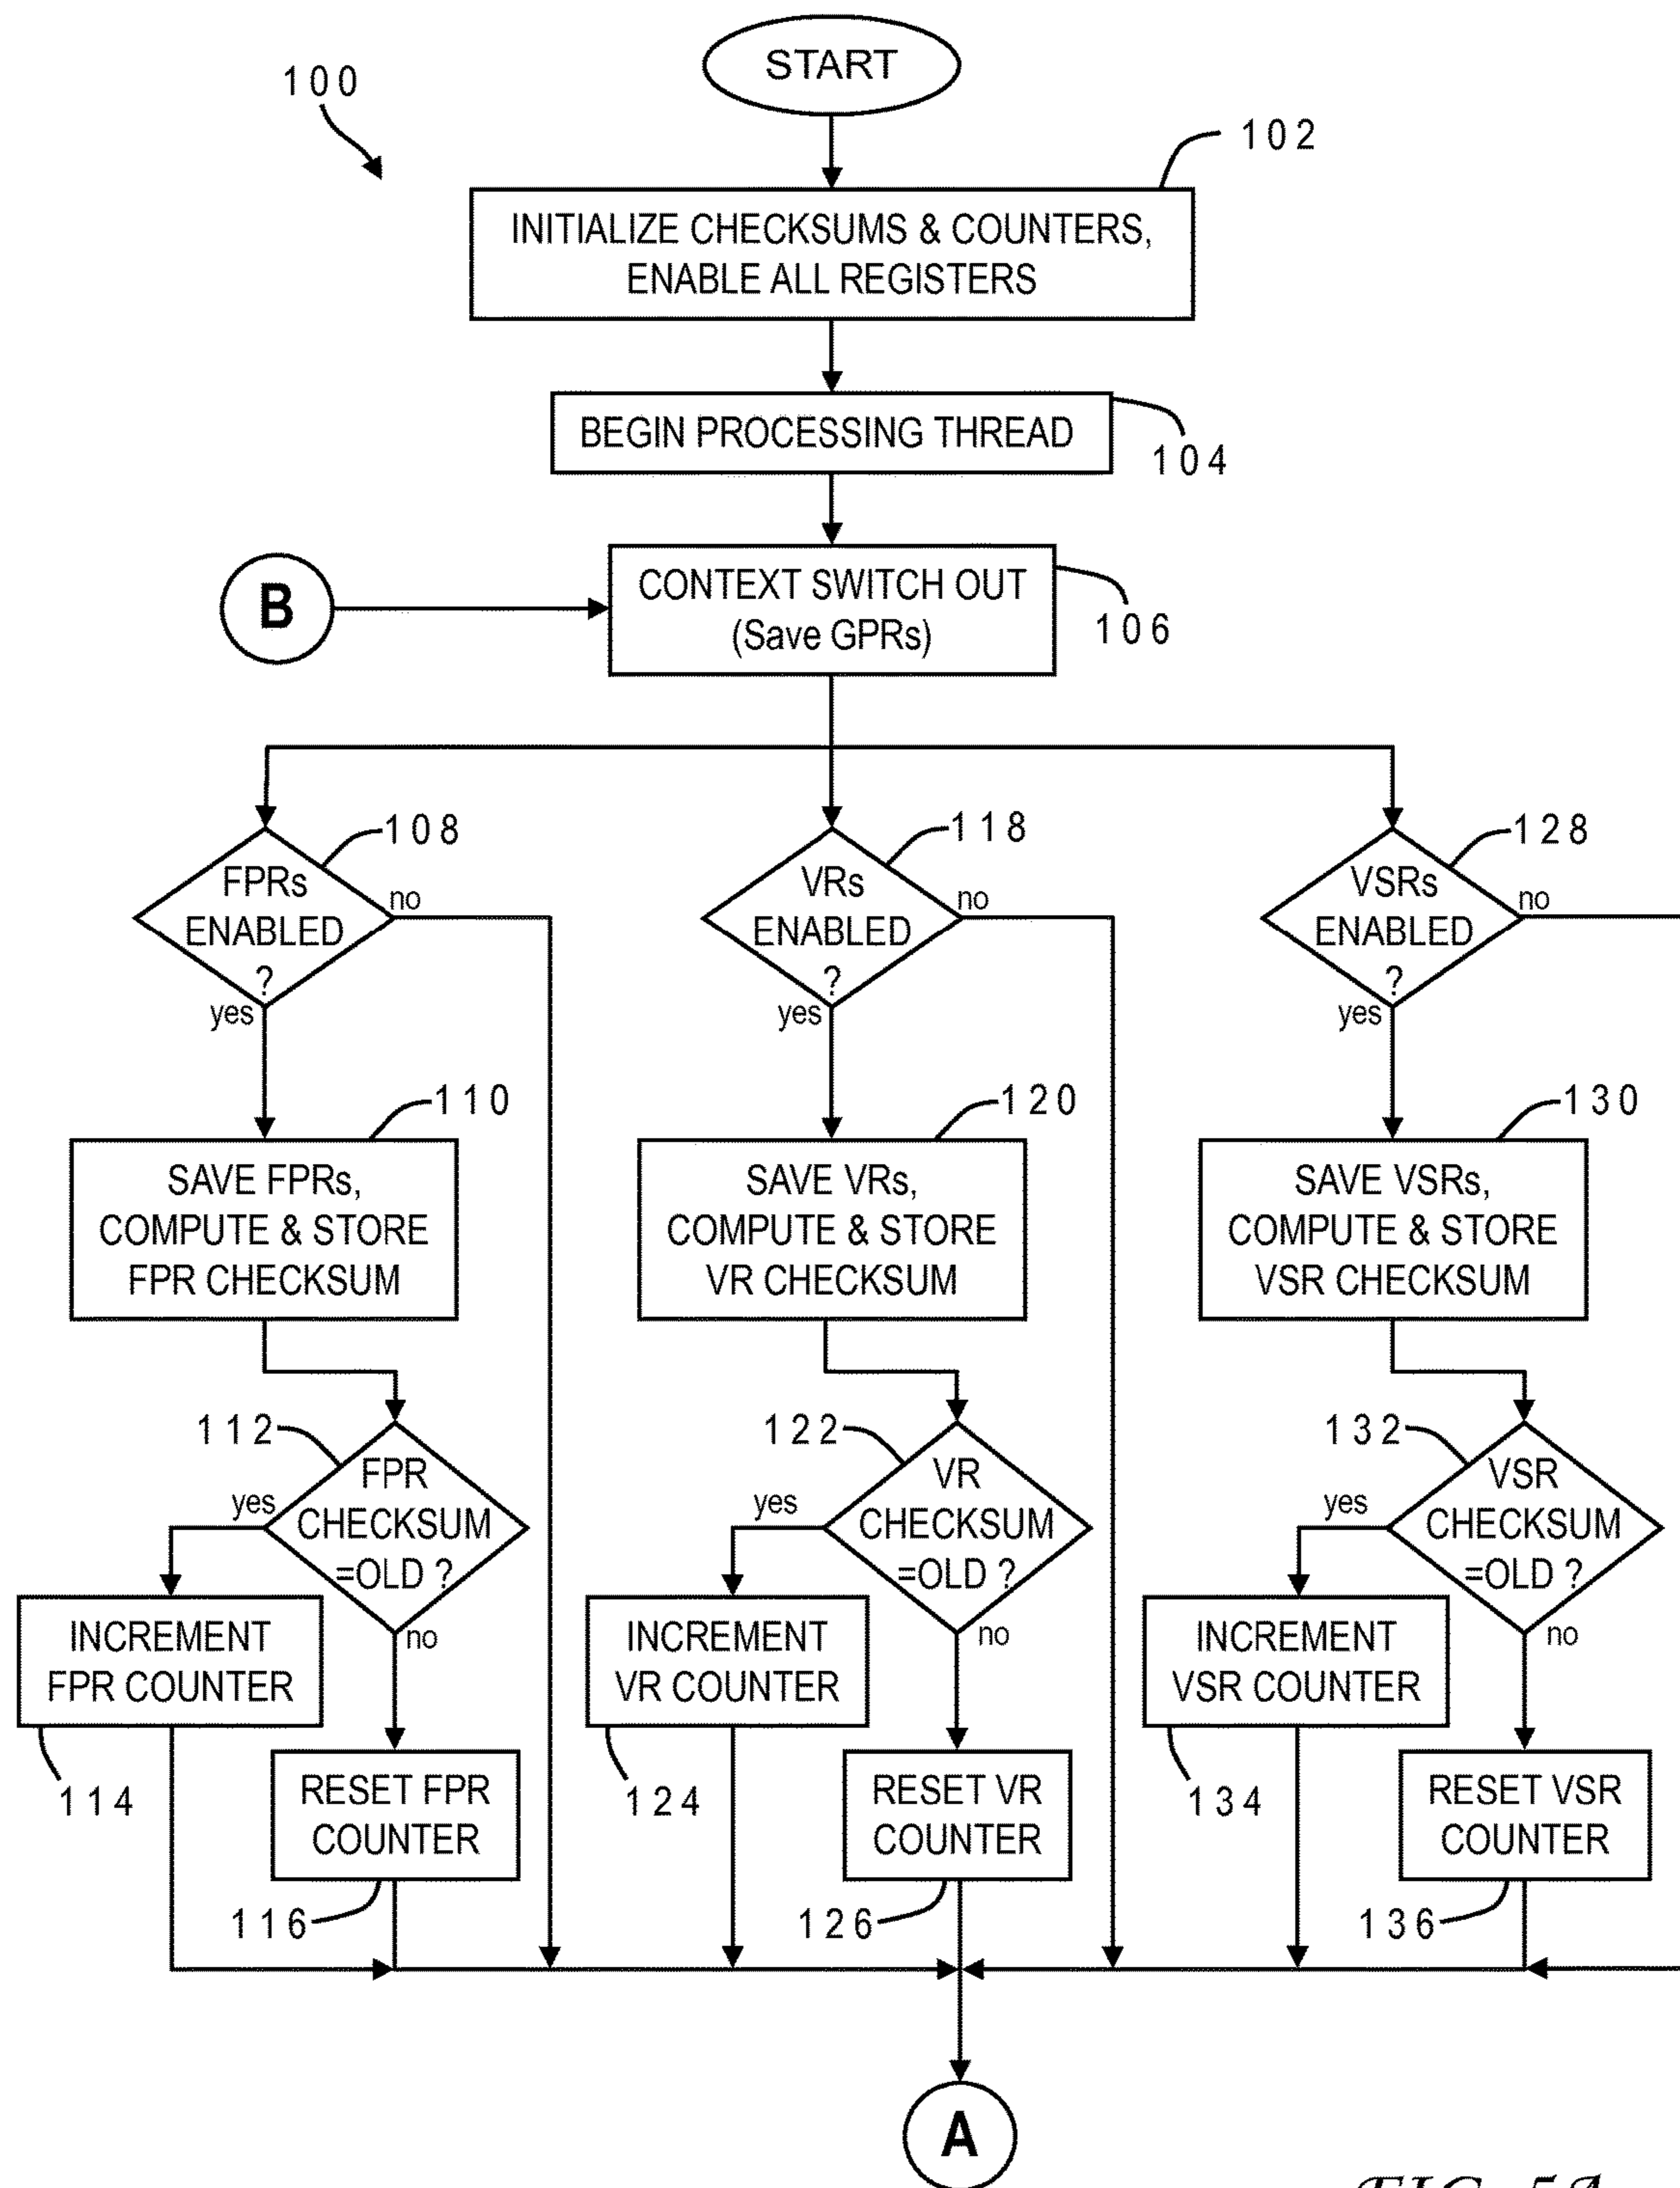 START
100
102
INITIALIZE CHECKSUMS & COUNTERS,
ENABLE ALL REGISTERS
BEGIN PROCESSING THREAD
104
B
CONTEXT SWITCH OUT
(Save GPRs)
106
108
FPRs
ENABLED
?
no
yes
118
VRs
ENABLED
?
no
yes
128
VSRs
ENABLED
?
no
yes
110
SAVE FPRs,
COMPUTE & STORE
FPR CHECKSUM
120
SAVE VRs,
COMPUTE & STORE
VR CHECKSUM
130
SAVE VSRs,
COMPUTE & STORE
VSR CHECKSUM
112
FPR
CHECKSUM
=OLD ?
yes
no
122
VR
CHECKSUM
=OLD ?
yes
no
132
VSR
CHECKSUM
=OLD ?
yes
no
INCREMENT
FPR COUNTER
114
RESET FPR
COUNTER
116
INCREMENT
VR COUNTER
124
RESET VR
COUNTER
126
INCREMENT
VSR COUNTER
134
RESET VSR
COUNTER
136
A
FIG. 5A